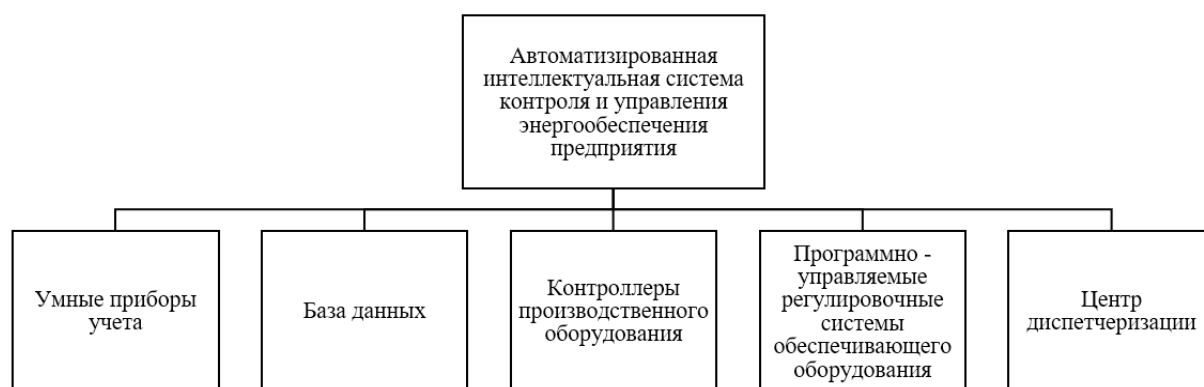 Автоматизированная
интеллектуальная система
контроля и управления
энергообеспечения
предприятия
Умные приборы
учета
База данных
Контроллеры
производственного
оборудования
Программно -
управляемые
регулировочные
системы
обеспечивающего
оборудования
Центр
диспетчеризации